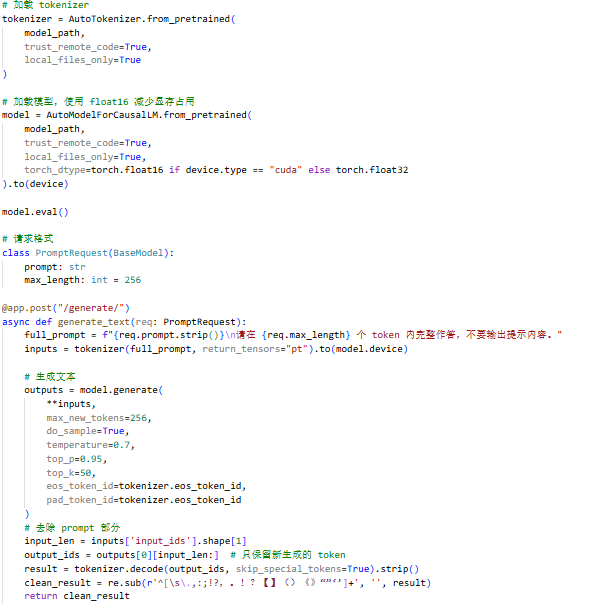 # 加载 tokenizer
tokenizer = AutoTokenizer.from_pretrained(
    model_path,
    trust_remote_code=True,
    local_files_only=True
)

# 加载模型，使用 float16 减少显存占用
model = AutoModelForCausalLM.from_pretrained(
    model_path,
    trust_remote_code=True,
    local_files_only=True,
    torch_dtype=torch.float16 if device.type == "cuda" else torch.float32
).to(device)

model.eval()

# 请求格式
class PromptRequest(BaseModel):
    prompt: str
    max_length: int = 256

@app.post("/generate/")
async def generate_text(req: PromptRequest):
    full_prompt = f"{req.prompt.strip()}\n请在 {req.max_length} 个 token 内完整作答，不要输出提示内容。"
    inputs = tokenizer(full_prompt, return_tensors="pt").to(model.device)

    # 生成文本
    outputs = model.generate(
        **inputs,
        max_new_tokens=256,
        do_sample=True,
        temperature=0.7,
        top_p=0.95,
        top_k=50,
        eos_token_id=tokenizer.eos_token_id,
        pad_token_id=tokenizer.eos_token_id
    )
    # 去除 prompt 部分
    input_len = inputs['input_ids'].shape[1]
    output_ids = outputs[0][input_len:]  # 只保留新生成的 token
    result = tokenizer.decode(output_ids, skip_special_tokens=True).strip()
    clean_result = re.sub(r'^[\s\.,:;!?，。！？【】（）《》“”‘’]+', '', result)
    return clean_result